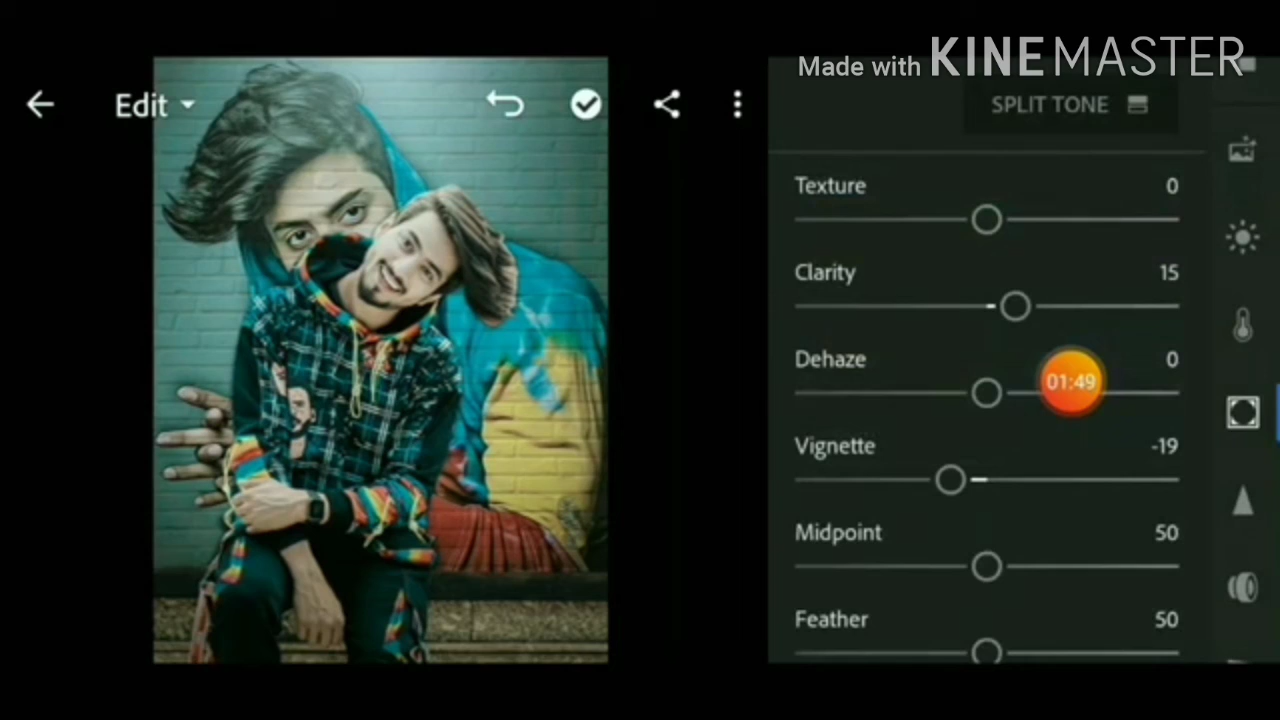 Made with KINEMASTER
Edit
SPLIT TONE
Texture 0
Clarity 15
Dehaze 0
01:49
Vignette -19
Midpoint 50
Feather 50